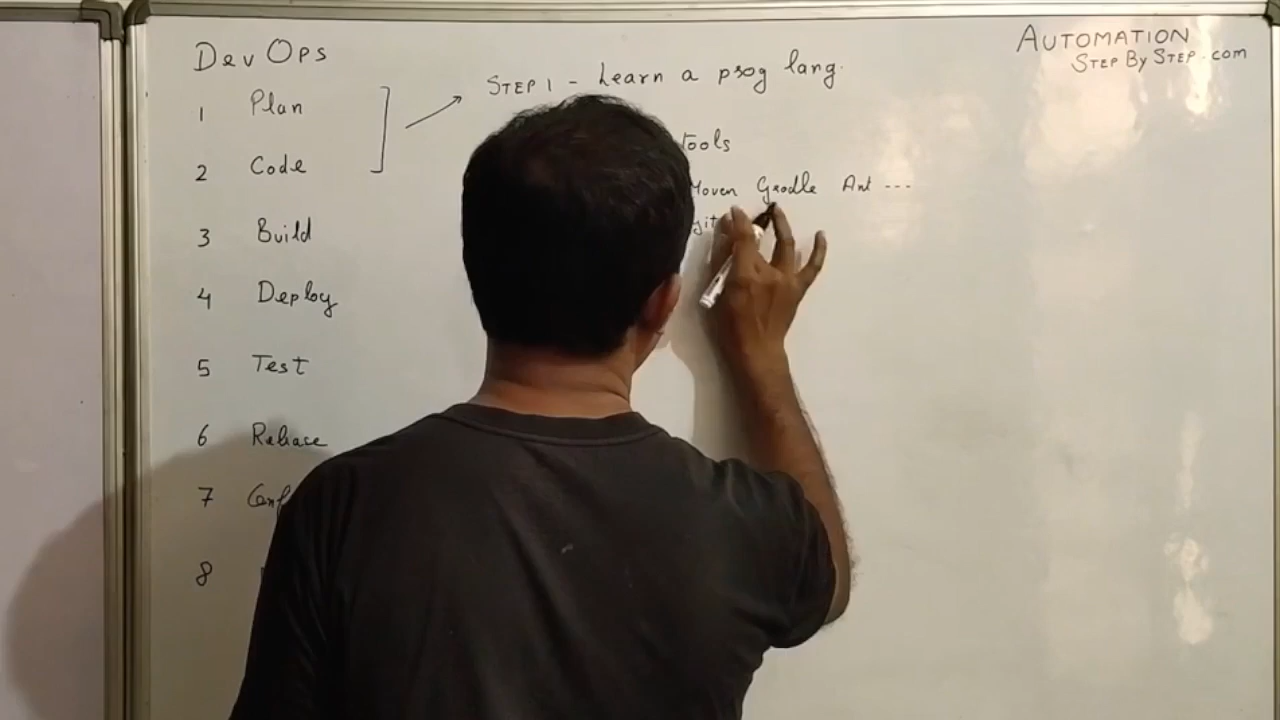 DevOps
1 Plan
2 Code
3 Build
4 Deploy
5 Test
6 Release
7
8
STEP 1 - Learn a prog lang.
tools
Maven Gradle Ant ---
git
AUTOMATION
STEP BY STEP.com